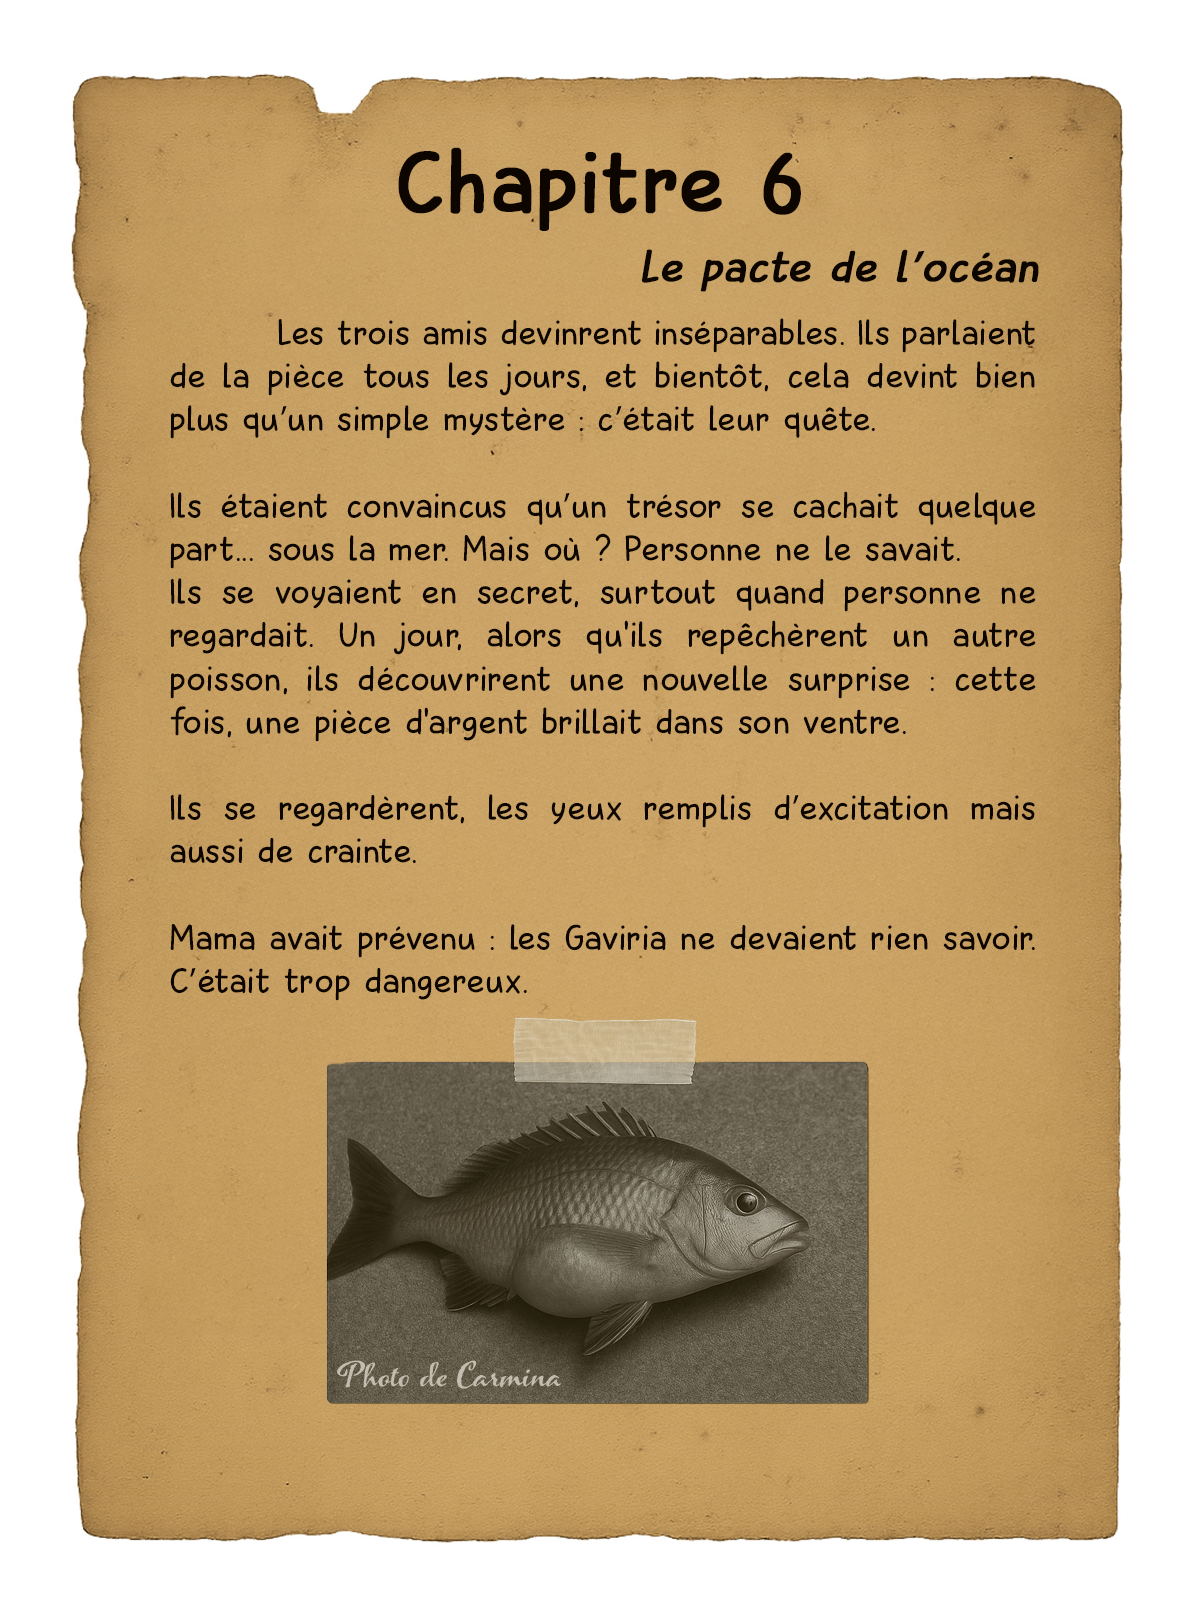 Chapitre 6
Le pacte de l’océan
Les trois amis devinrent inséparables. Ils parlaient
de la pièce tous les jours, et bientôt, cela devint bien
plus qu’un simple mystère : c’était leur quête.
Ils étaient convaincus qu’un trésor se cachait quelque
part... sous la mer. Mais où ? Personne ne le savait.
Ils se voyaient en secret, surtout quand personne ne
regardait. Un jour, alors qu'ils repêchèrent un autre
poisson, ils découvrirent une nouvelle surprise : cette
fois, une pièce d'argent brillait dans son ventre.
Ils se regardèrent, les yeux remplis d’excitation mais
aussi de crainte.
Mama avait prévenu : les Gaviria ne devaient rien savoir.
C’était trop dangereux.
Photo de Carmina